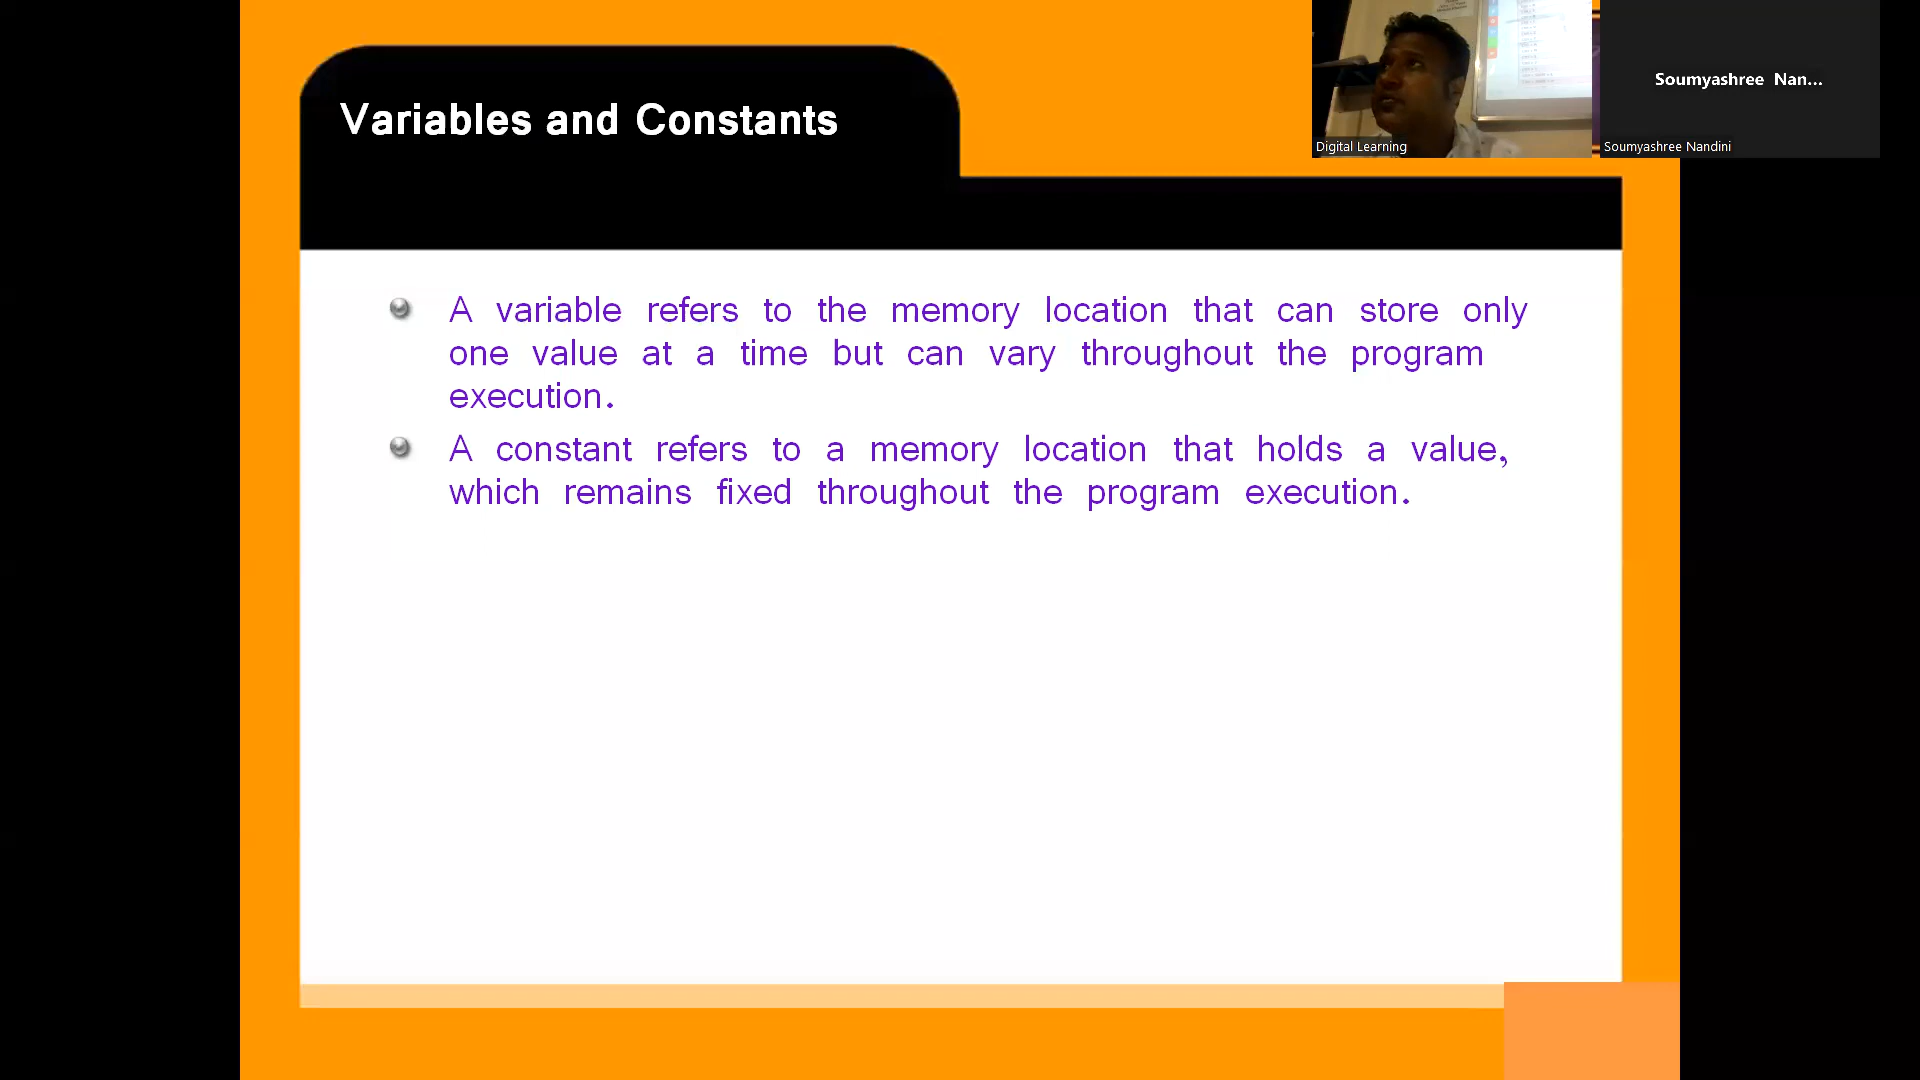 Variables and Constants
A variable refers to the memory location that can store only
one value at a time but can vary throughout the program
execution.
A constant refers to a memory location that holds a value,
which remains fixed throughout the program execution.
Soumyashree Nan...
Digital Learning
Soumyashree Nandini